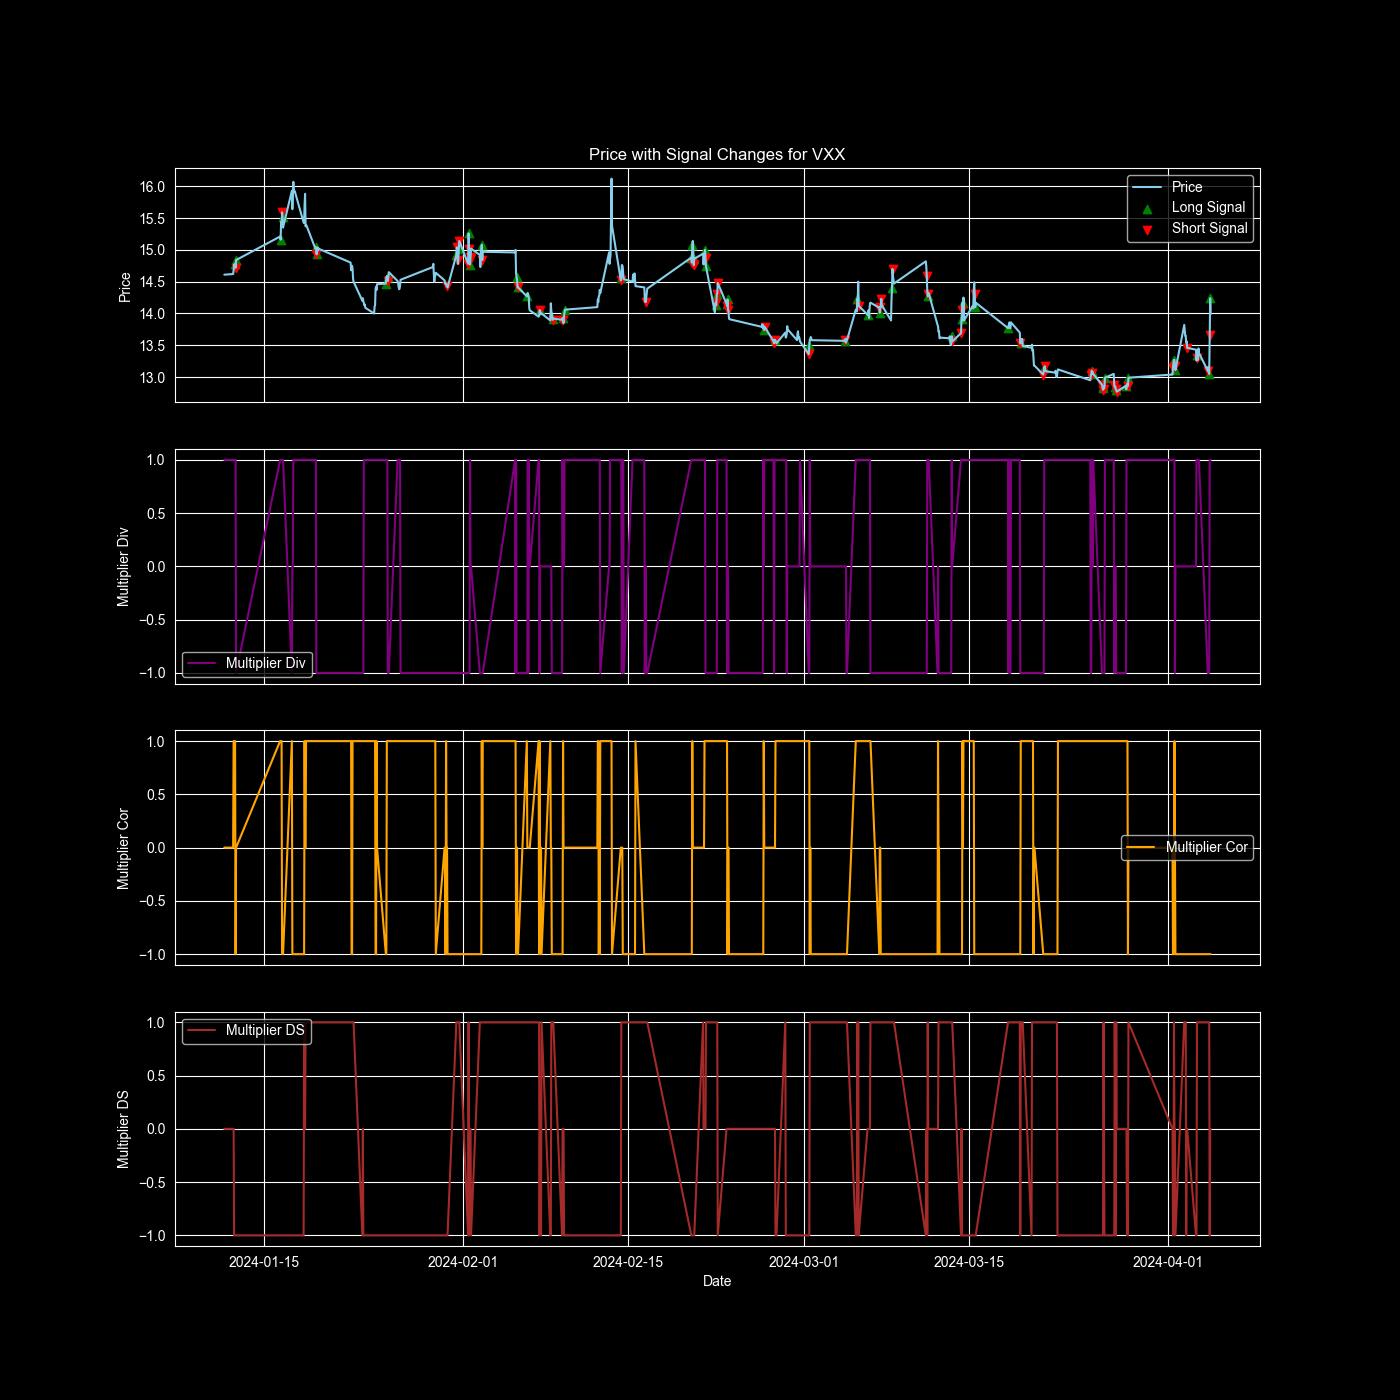 Price with Signal Changes for VXX
Price
16.0
15.5
15.0
14.5
14.0
13.5
13.0
Price
Long Signal
Short Signal
Multiplier Div
1.0
0.5
0.0
−0.5
−1.0
Multiplier Div
Multiplier Cor
1.0
0.5
0.0
−0.5
−1.0
Multiplier Cor
Multiplier DS
1.0
0.5
0.0
−0.5
−1.0
Multiplier DS
2024-01-15 2024-02-01 2024-02-15 2024-03-01 2024-03-15 2024-04-01
Date